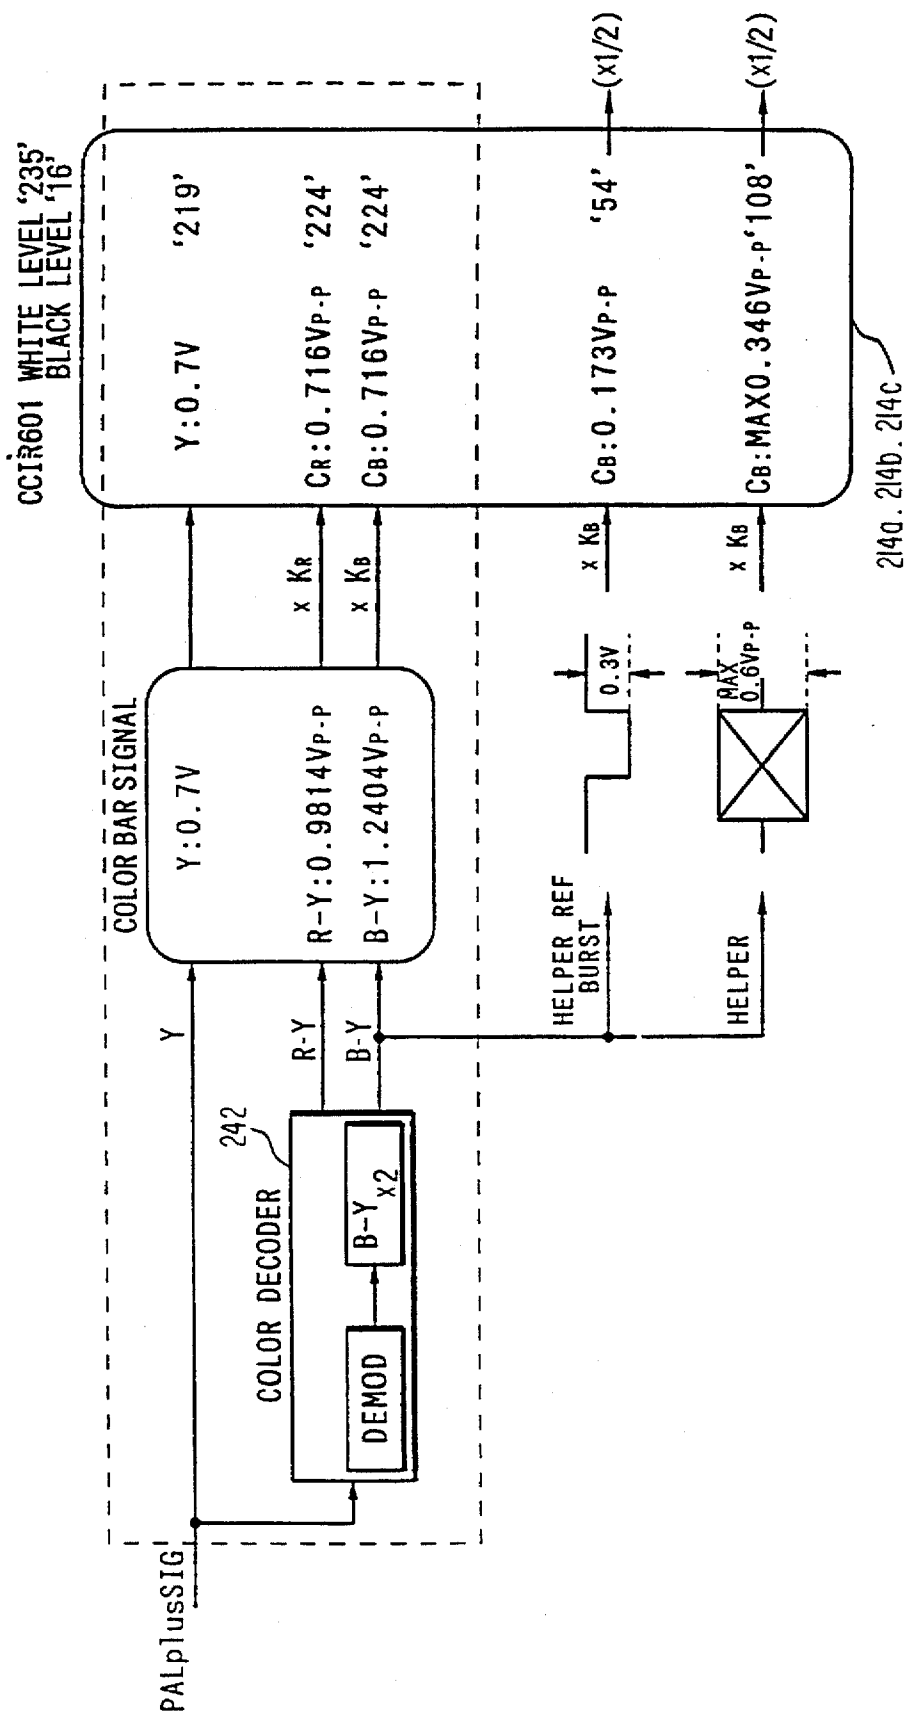 PALplusSIG
Y
COLOR DECODER
242
DEMOD
B-Y
x2
R-Y
B-Y
COLOR BAR SIGNAL
Y:0.7V
R-Y:0.9814VP-P
B-Y:1.2404VP-P
x KR
x KB
CCIR601 WHITE LEVEL ‘235’
BLACK LEVEL ‘16’
Y:0.7V ‘219’
CR:0.716VP-P ‘224’
CB:0.716VP-P ‘224’
HELPER REF
BURST
0.3V
x KB
CB:0.173VP-P ‘54’
(x1/2)
HELPER
MAX
0.6VP-P
x KB
CB:MAX0.346VP-P‘108’
(x1/2)
214a. 214b. 214c